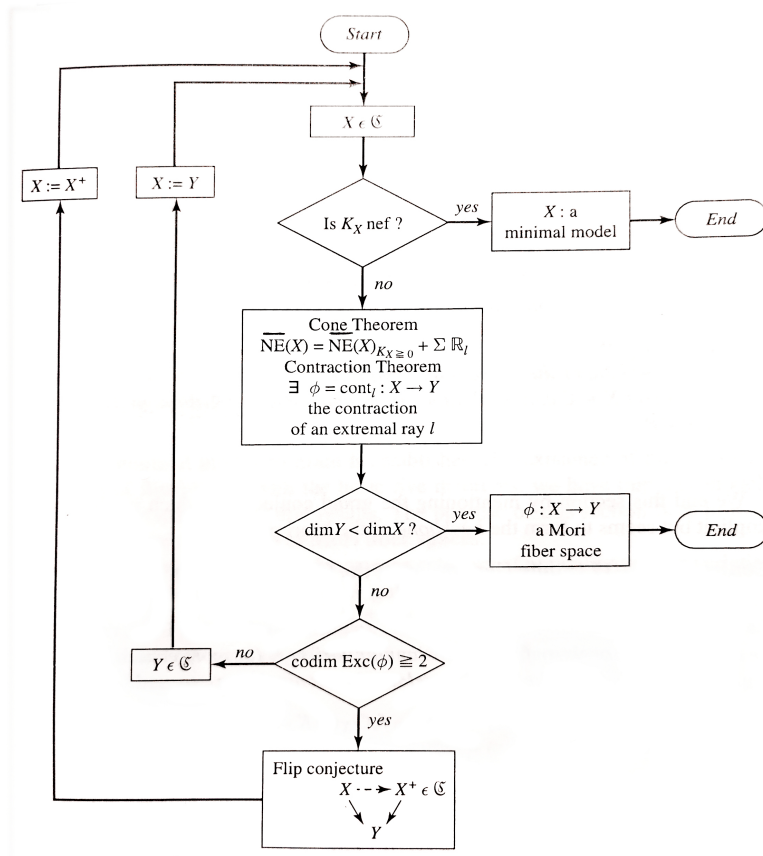 Start
X ϵ ℭ
X := X⁺
X := Y
Is K_X nef ?
yes
X : a
minimal model
End
no
Cone Theorem
N̅E̅(X) = N̅E̅(X)_{K_X ≧ 0} + Σ ℝ_l
Contraction Theorem
∃ ϕ = cont_l : X → Y
the contraction
of an extremal ray l
dimY < dimX ?
yes
ϕ : X → Y
a Mori
fiber space
End
no
codim Exc(ϕ) ≧ 2
no
Y ϵ ℭ
yes
Flip conjecture
X ⇢ X⁺ ϵ ℭ
Y